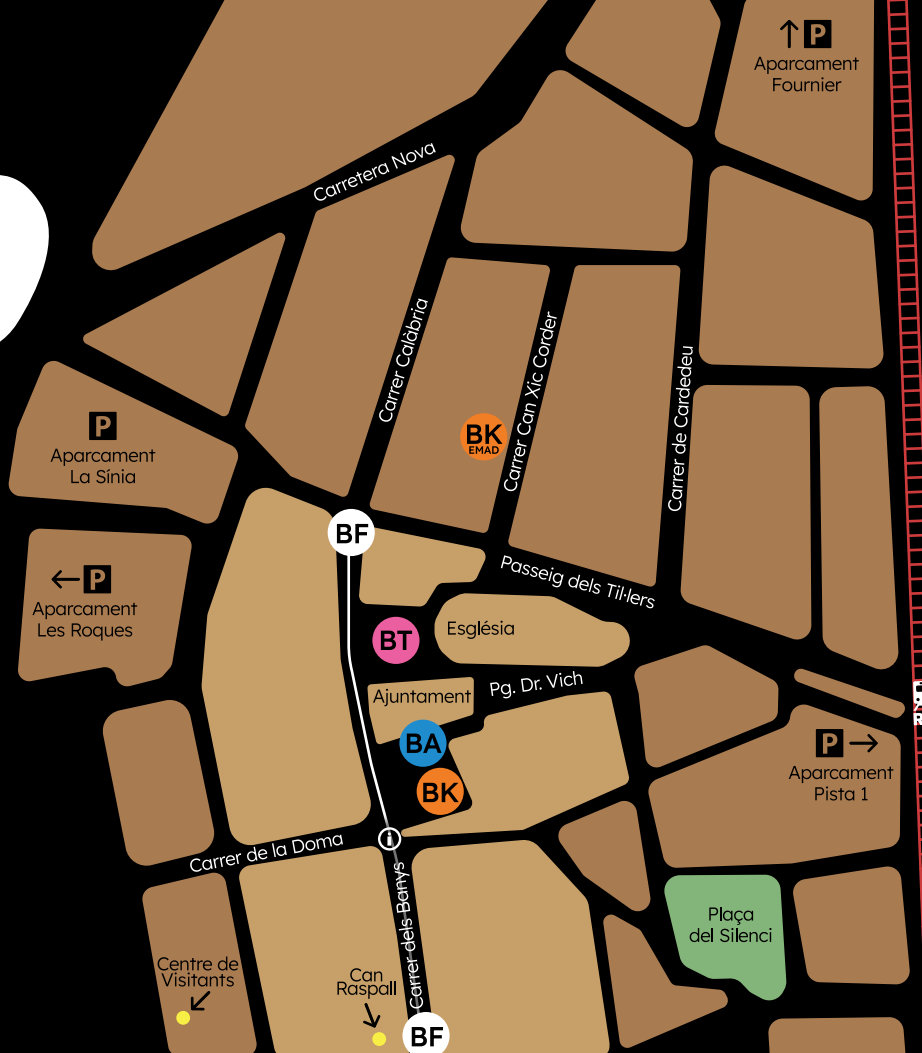 P
Aparcament
Fournier
Carretera Nova
Carrer Calàbria
Carrer Can Xic Corder
Carrer de Cardedeu
P
Aparcament
La Sínia
BK
EMAD
BF
Passeig dels Til·lers
P
Aparcament
Les Roques
BT
Església
Ajuntament
Pg. Dr. Vich
BA
P
Aparcament
Pista 1
BK
i
Carrer de la Doma
Carrer dels Banys
Plaça
del Silenci
Centre de
Visitants
Can
Raspall
BF